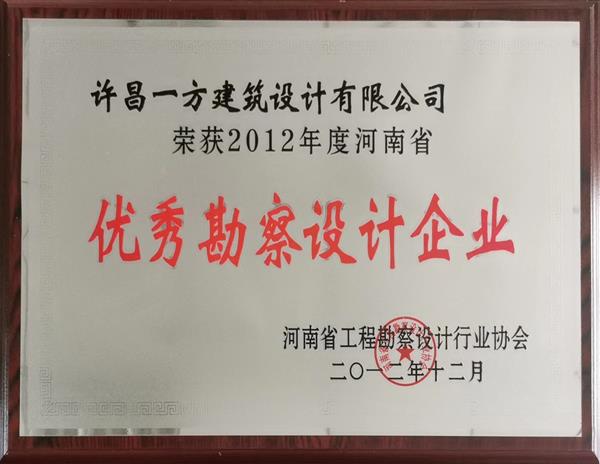 许昌一方建筑设计有限公司
荣获2012年度河南省
优秀勘察设计企业
河南省工程勘察设计行业协会
二〇一二年十二月